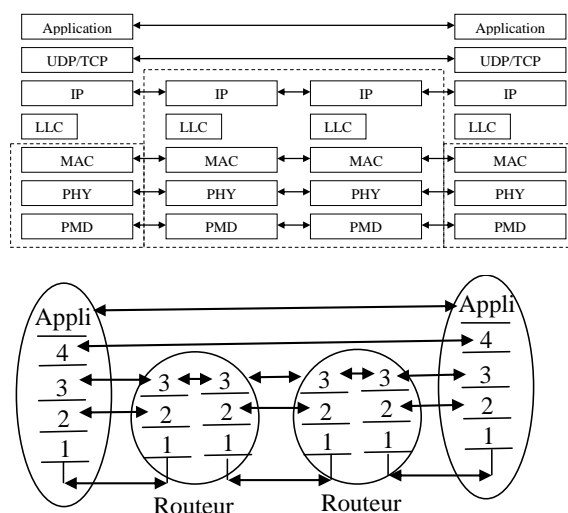 Application Application
UDP/TCP UDP/TCP
IP IP IP IP
LLC LLC LLC LLC
MAC MAC MAC MAC
PHY PHY PHY PHY
PMD PMD PMD PMD
Appli Appli
4 4
3 3 3 3 3 3
2 2 2 2 2 2
1 1 1 1 1 1
Routeur Routeur